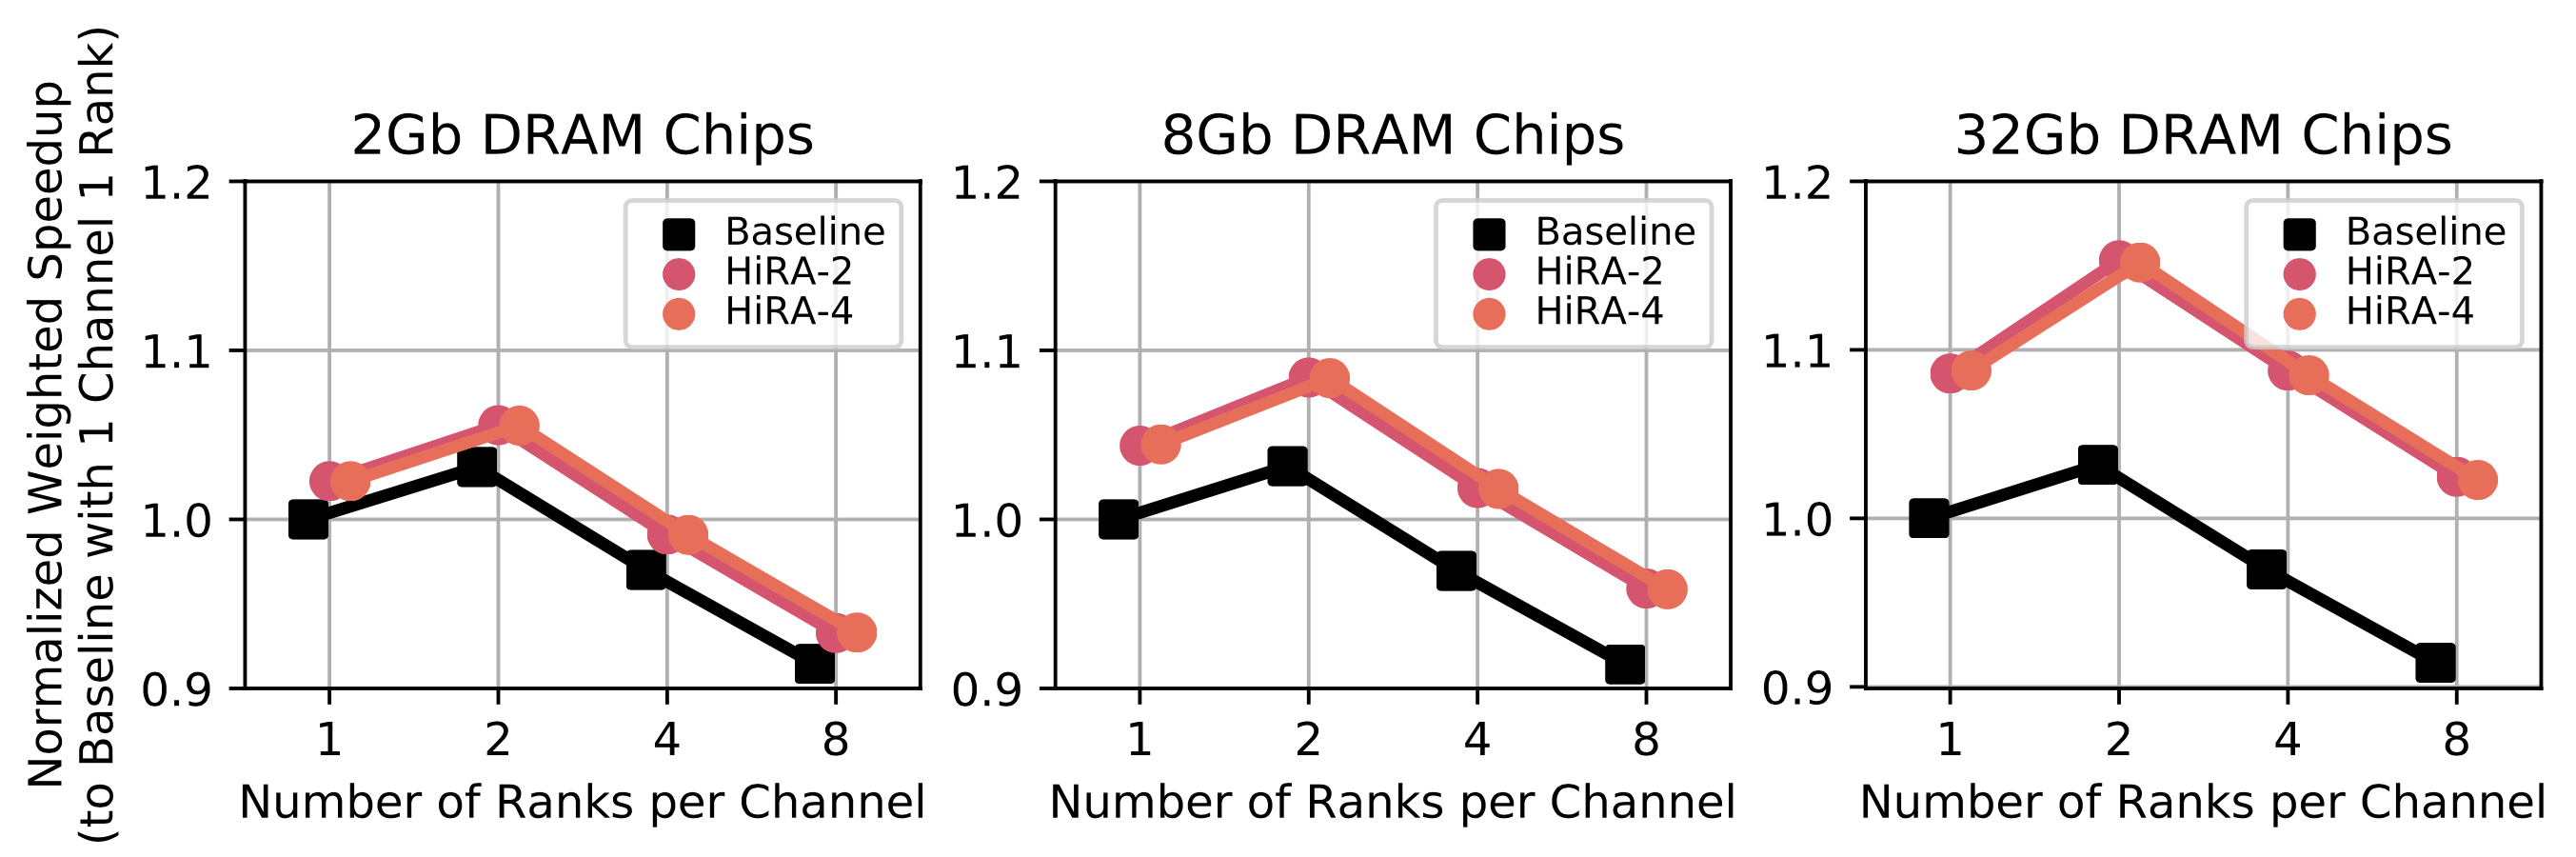 Normalized Weighted Speedup
(to Baseline with 1 Channel 1 Rank)
2Gb DRAM Chips
1.2
1.1
1.0
0.9
Baseline
HiRA-2
HiRA-4
1 2 4 8
Number of Ranks per Channel
8Gb DRAM Chips
1.2
1.1
1.0
0.9
Baseline
HiRA-2
HiRA-4
1 2 4 8
Number of Ranks per Channel
32Gb DRAM Chips
1.2
1.1
1.0
0.9
Baseline
HiRA-2
HiRA-4
1 2 4 8
Number of Ranks per Channel